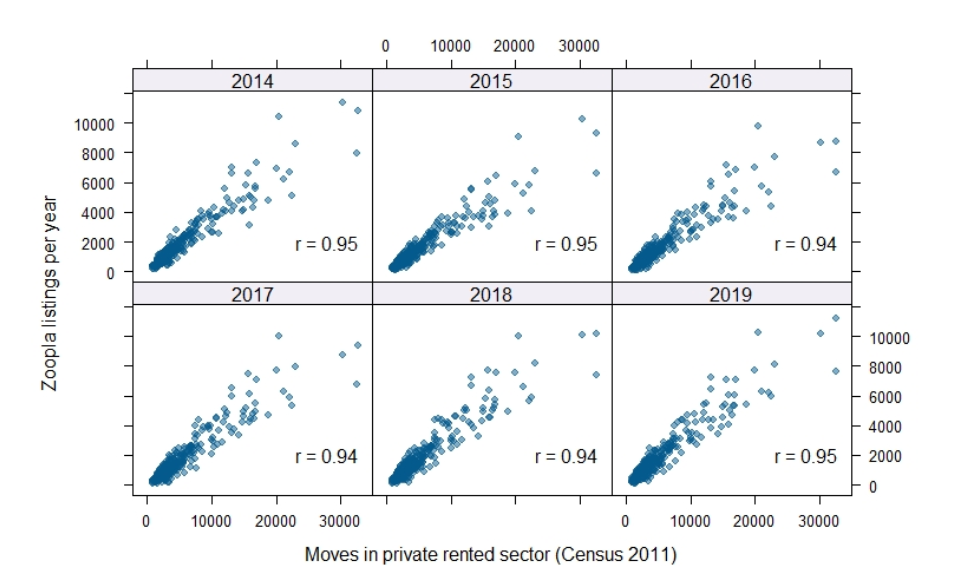 0 10000 20000 30000
2014 2015 2016
10000
8000
6000
4000
2000
0
r = 0.95 r = 0.95 r = 0.94
2017 2018 2019
10000
8000
6000
4000
2000
0
r = 0.94 r = 0.94 r = 0.95
0 10000 20000 30000 0 10000 20000 30000
Zoopla listings per year
Moves in private rented sector (Census 2011)